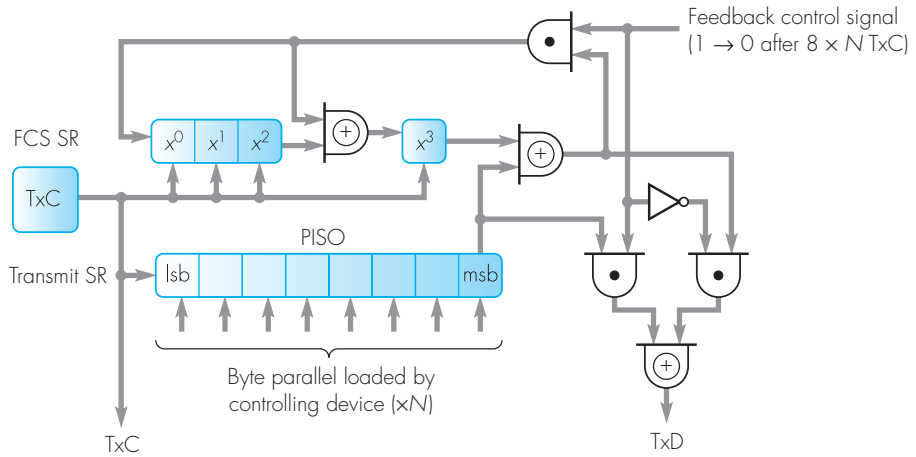 Feedback control signal
(1 → 0 after 8 × N TxC)
FCS SR
x⁰ x¹ x² x³
TxC
PISO
Transmit SR
lsb msb
Byte parallel loaded by
controlling device (×N)
TxC
TxD